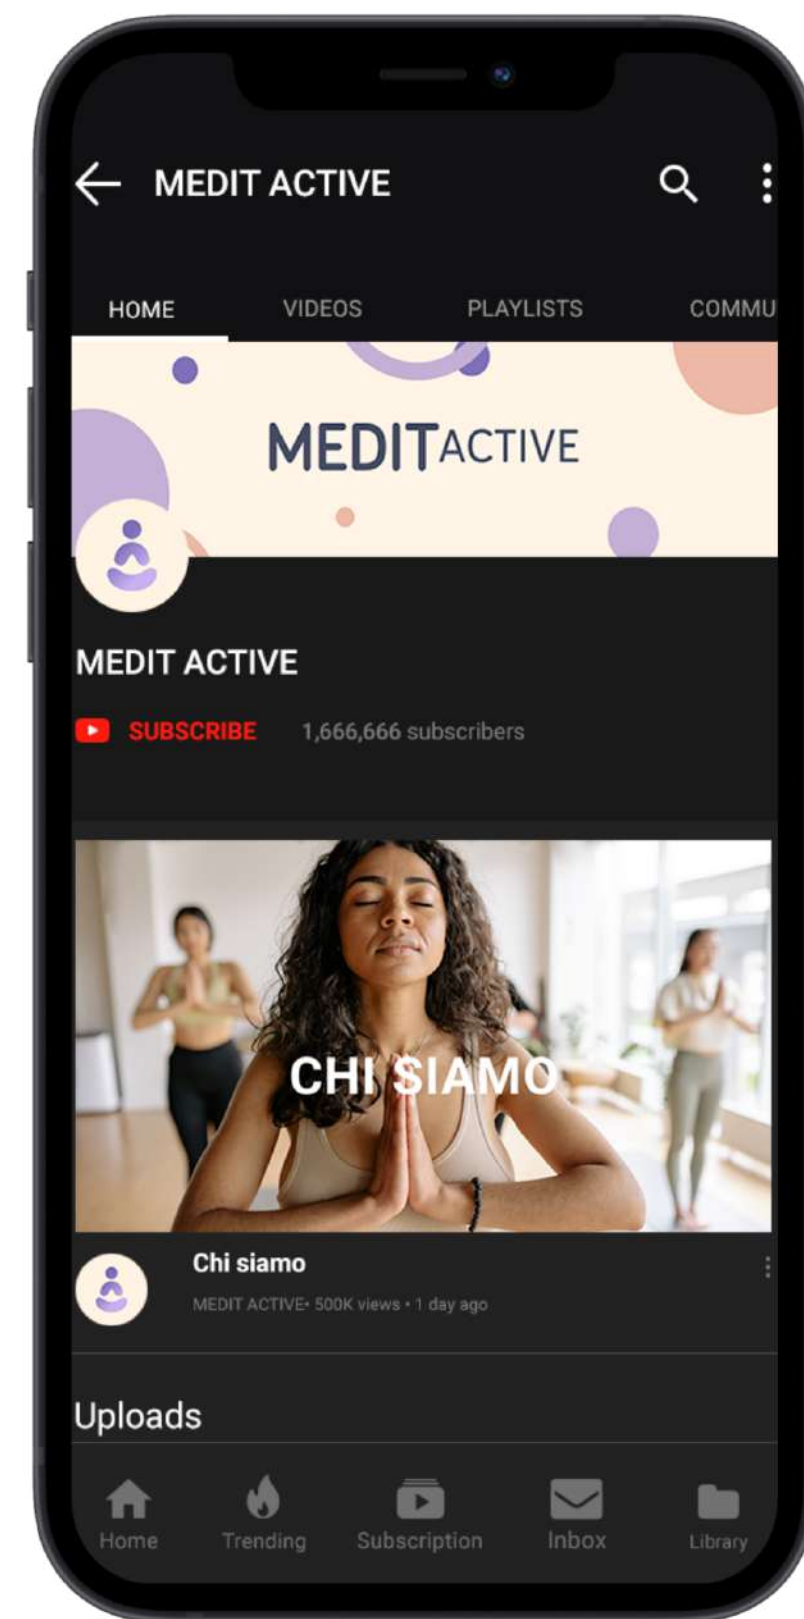 MEDIT ACTIVE
HOME VIDEOS PLAYLISTS COMMU
MEDITACTIVE
MEDIT ACTIVE
SUBSCRIBE 1,666,666 subscribers
CHI SIAMO
Chi siamo
MEDIT ACTIVE• 500K views • 1 day ago
Uploads
Home Trending Subscription Inbox Library